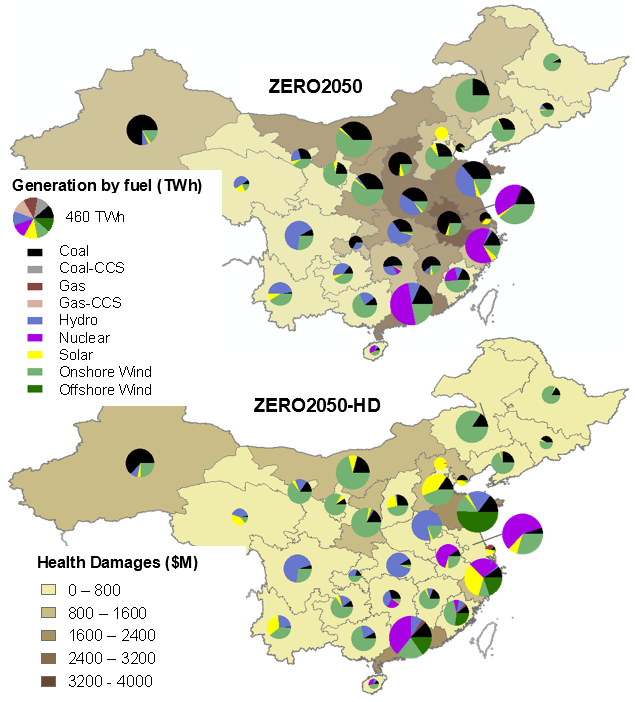 ZERO2050
Generation by fuel (TWh)
460 TWh
Coal
Coal-CCS
Gas
Gas-CCS
Hydro
Nuclear
Solar
Onshore Wind
Offshore Wind
ZERO2050-HD
Health Damages ($M)
0 – 800
800 – 1600
1600 – 2400
2400 – 3200
3200 - 4000